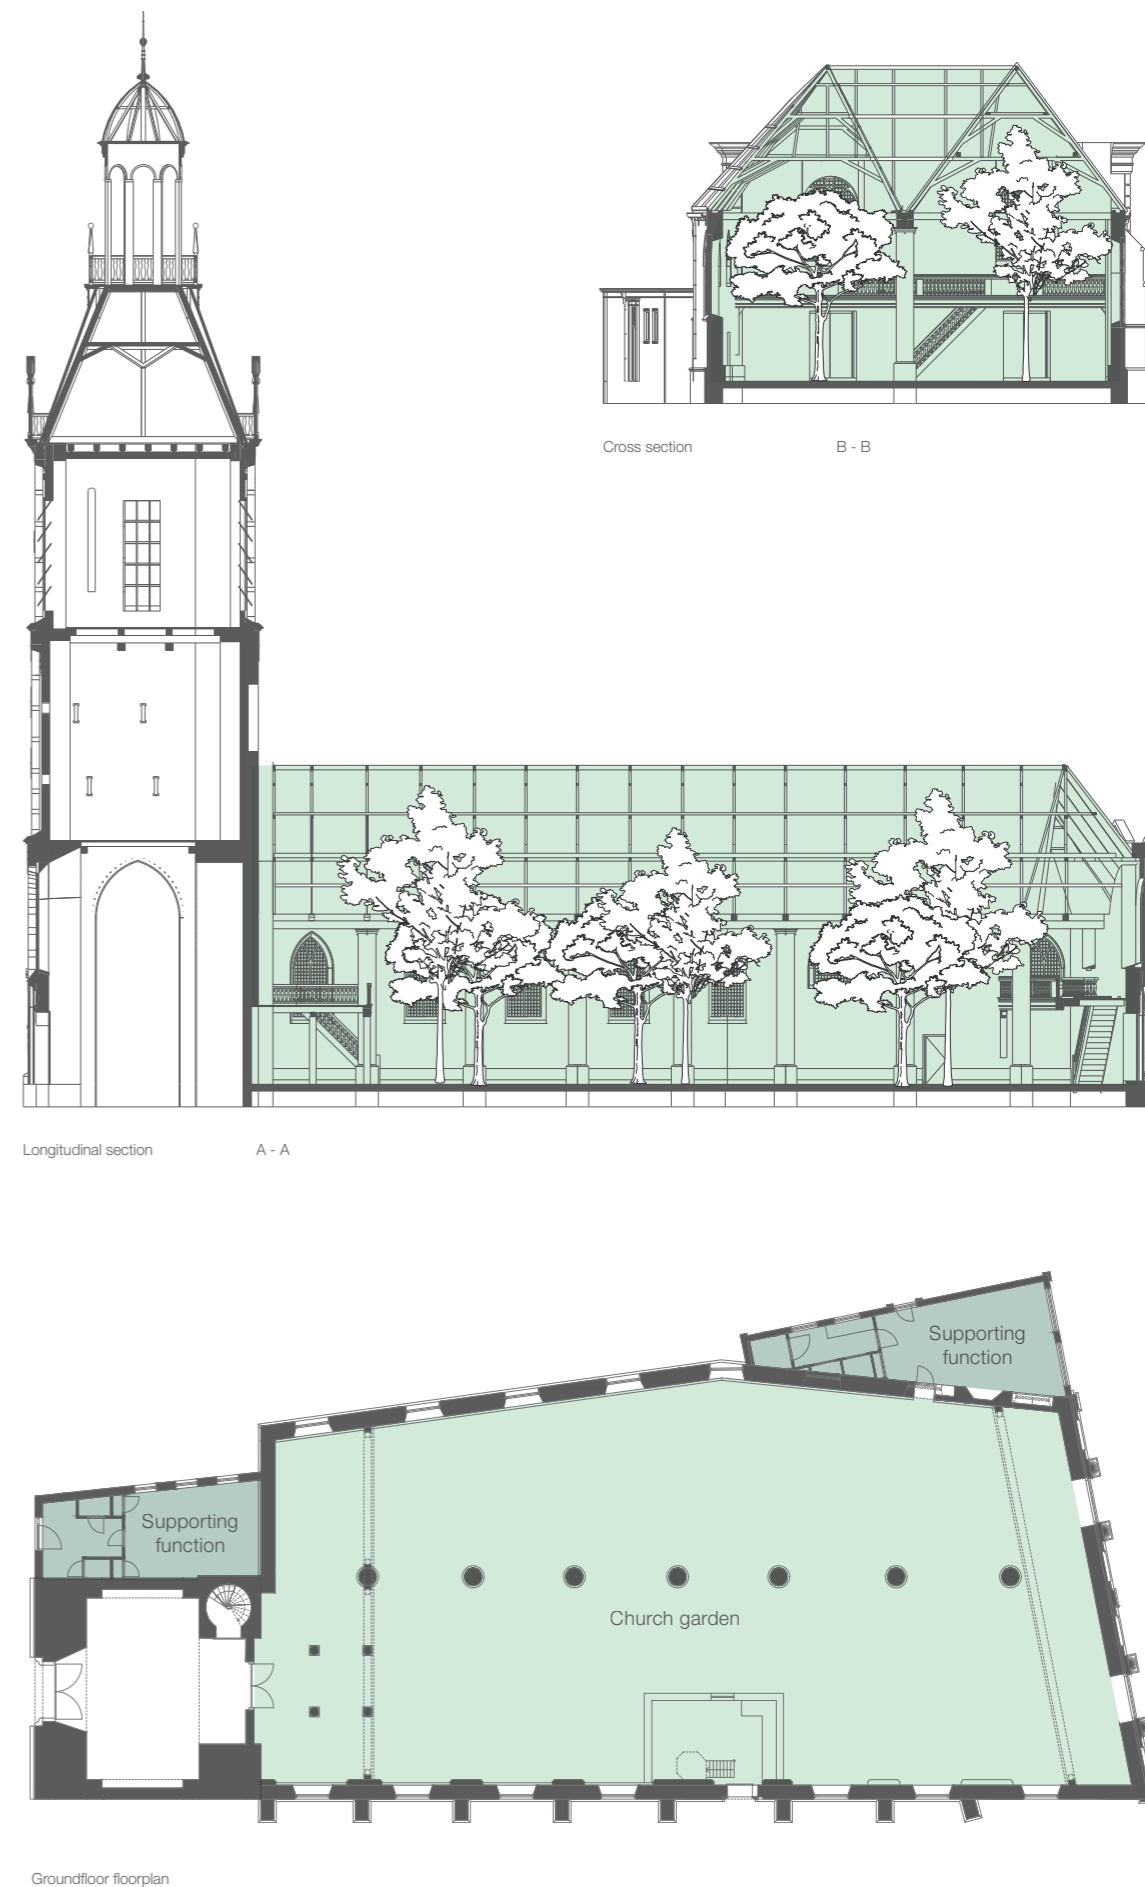 Cross section B - B
Longitudinal section A - A
Supporting
function
Supporting
function
Church garden
Groundfloor floorplan